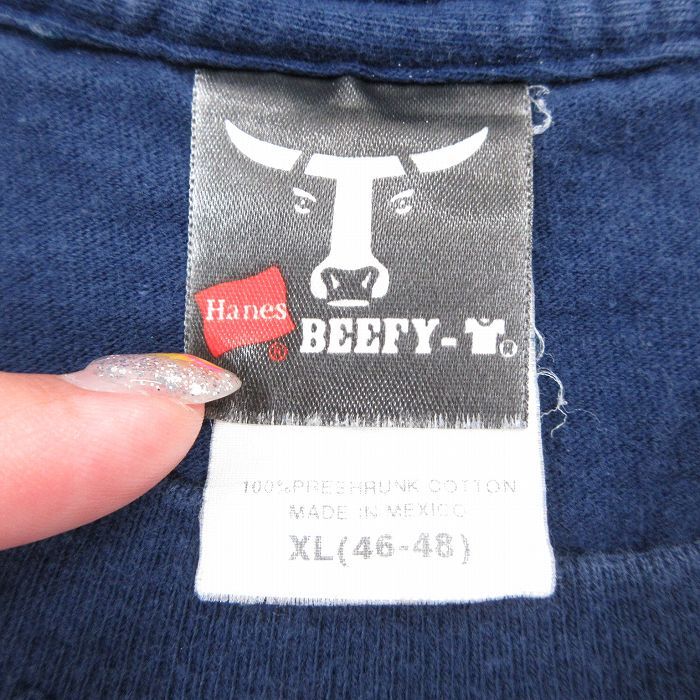 Hanes ®
BEEFY-T ®
100% PRESHRUNK COTTON
MADE IN MEXICO
XL(46-48)